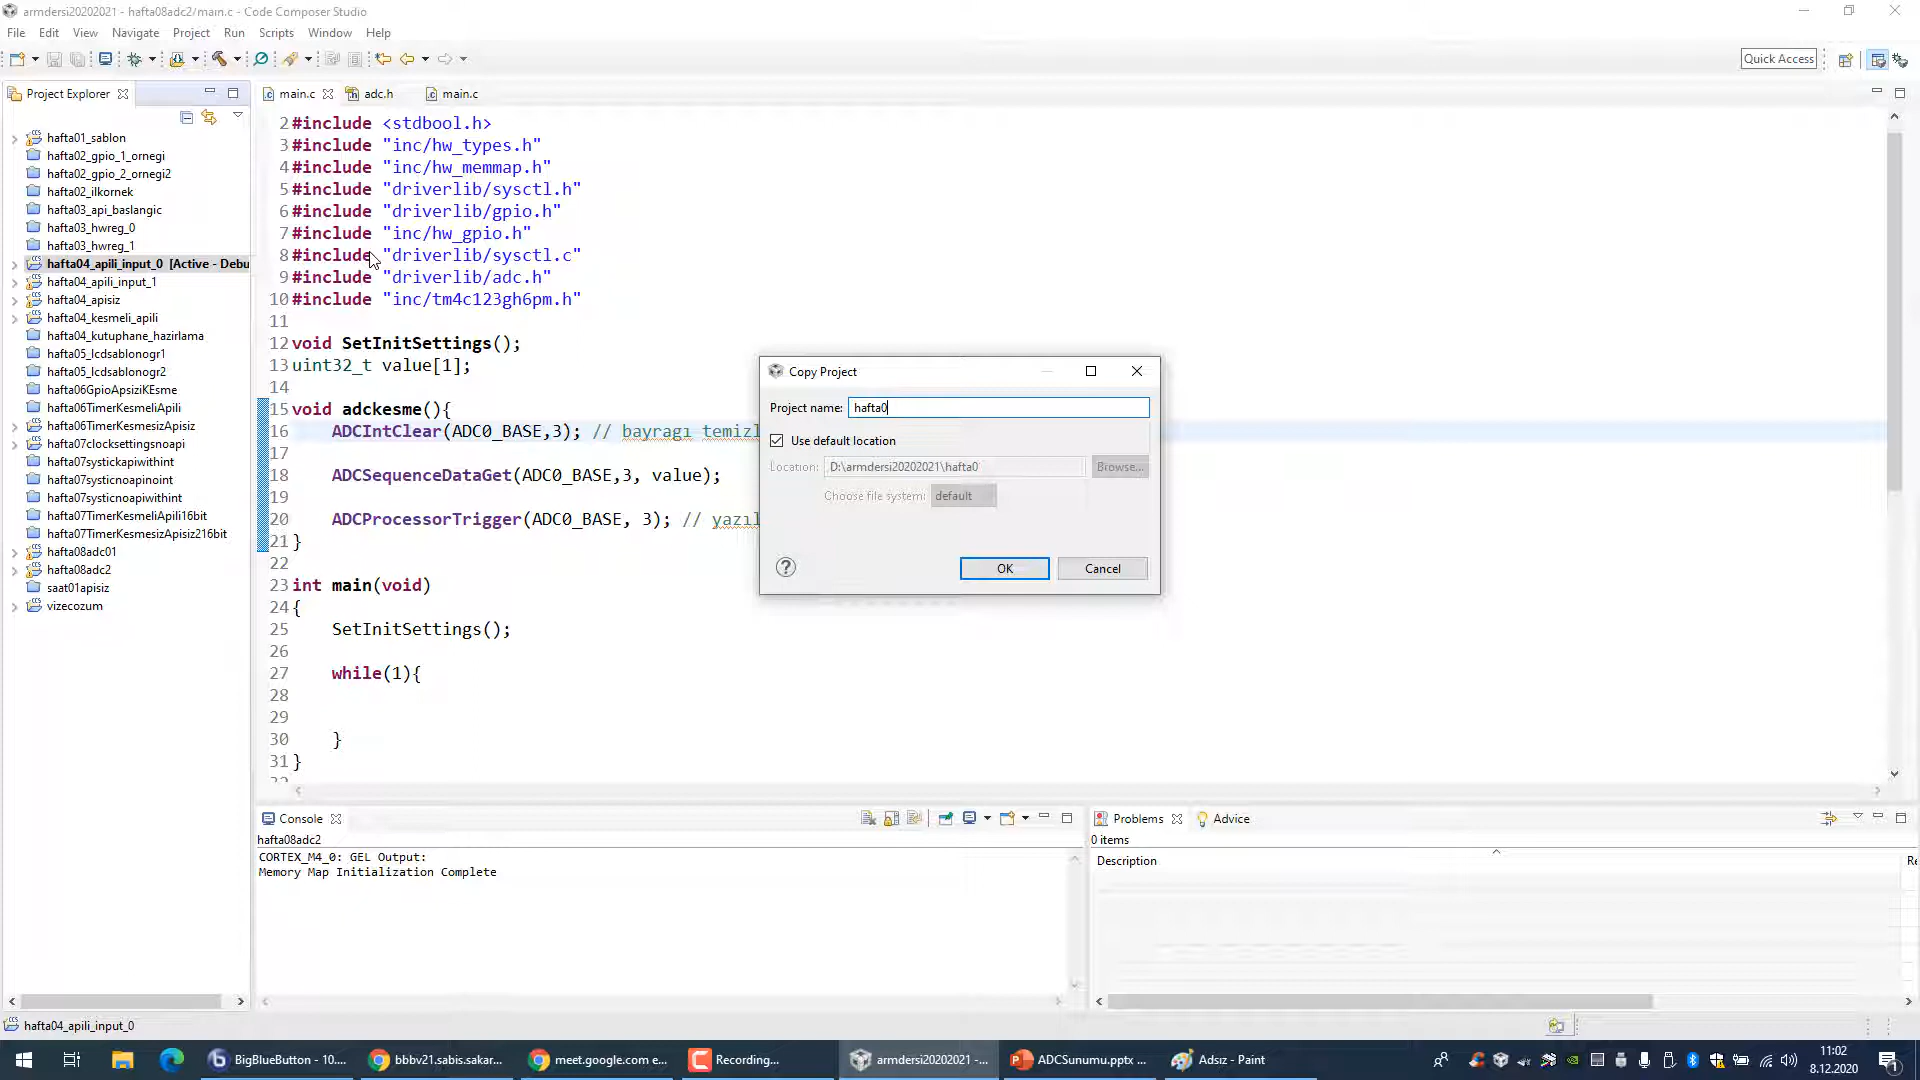 armdersi20202021 - hafta08adc2/main.c - Code Composer Studio
File Edit View Navigate Project Run Scripts Window Help
Quick Access
Project Explorer
main.c
adc.h
main.c
hafta01_sablon
hafta02_gpio_1_ornegi
hafta02_gpio_2_ornegi2
hafta02_ilkornek
hafta03_api_baslangic
hafta03_hwreg_0
hafta03_hwreg_1
hafta04_apili_input_0 [Active - Debu
hafta04_apili_input_1
hafta04_apisiz
hafta04_kesmeli_apili
hafta04_kutuphane_hazirlama
hafta05_lcdsablonogr1
hafta05_lcdsablonogr2
hafta06GpioApsiziKEsme
hafta06TimerKesmeliApili
hafta06TimerKesmesizApisiz
hafta07clocksettingsnoapi
hafta07systickapiwithint
hafta07systicnoapinoint
hafta07systicnoapiwithint
hafta07TimerKesmeliApili16bit
hafta07TimerKesmesizApisiz216bit
hafta08adc01
hafta08adc2
saat01apisiz
vizecozum
2 #include <stdbool.h>
3 #include "inc/hw_types.h"
4 #include "inc/hw_memmap.h"
5 #include "driverlib/sysctl.h"
6 #include "driverlib/gpio.h"
7 #include "inc/hw_gpio.h"
8 #include "driverlib/sysctl.c"
9 #include "driverlib/adc.h"
10 #include "inc/tm4c123gh6pm.h"
11
12 void SetInitSettings();
13 uint32_t value[1];
14
15 void adckesme(){
16 ADCIntClear(ADC0_BASE,3); // bayragı temizl
17
18 ADCSequenceDataGet(ADC0_BASE,3, value);
19
20 ADCProcessorTrigger(ADC0_BASE, 3); // yazıl
21 }
22
23 int main(void)
24 {
25 SetInitSettings();
26
27 while(1){
28
29
30 }
31 }
Copy Project
Project name: hafta0
Use default location
Location: D:\armdersi20202021\hafta0
Browse...
Choose file system: default
OK
Cancel
Console
hafta08adc2
CORTEX_M4_0: GEL Output:
Memory Map Initialization Complete
Problems
Advice
0 items
Description
Re
hafta04_apili_input_0
BigBlueButton - 10....
bbbv21.sabis.sakar...
meet.google.com e...
Recording...
armdersi20202021 -...
ADCSunumu.pptx ...
Adsız - Paint
11:02
8.12.2020
1